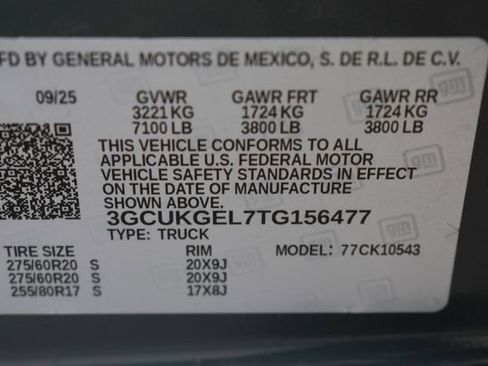 MFD BY GENERAL MOTORS DE MEXICO, S. DE R.L. DE C.V.
09/25 GVWR GAWR FRT GAWR RR
3221 KG 1724 KG 1724 KG
7100 LB 3800 LB 3800 LB
THIS VEHICLE CONFORMS TO ALL
APPLICABLE U.S. FEDERAL MOTOR
VEHICLE SAFETY STANDARDS IN EFFECT
ON THE DATE OF MANUFACTURE
SHOWN ABOVE.
3GCUKGEL7TG156477
TYPE: TRUCK MODEL: 77CK10543
TIRE SIZE RIM
275/60R20 S 20X9J
275/60R20 S 20X9J
255/80R17 S 17X8J